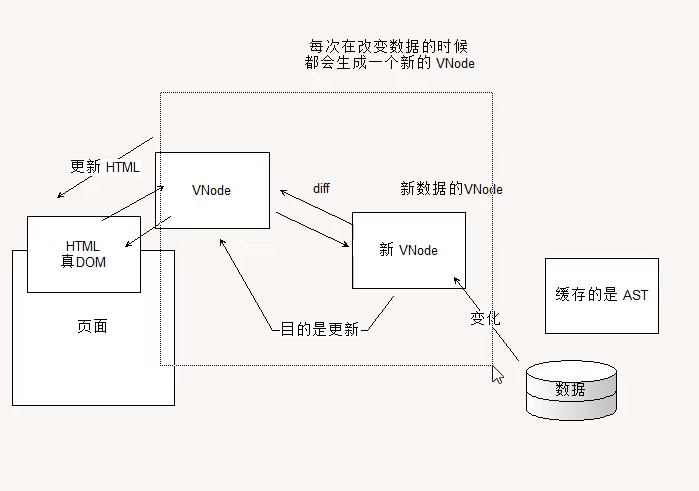 每次在改变数据的时候
都会生成一个新的 VNode
更新 HTML
VNode
diff
新数据的VNode
HTML
真DOM
新 VNode
缓存的是 AST
页面
目的是更新
变化
数据